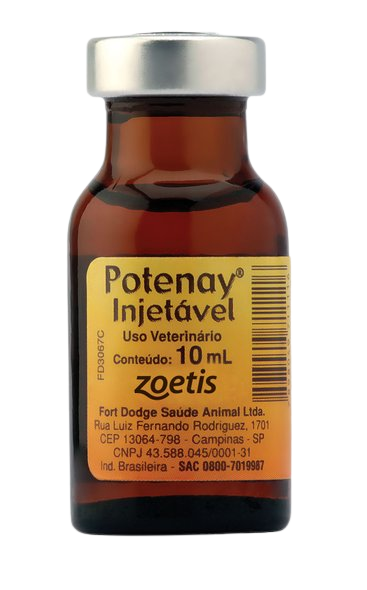 Potenay®
Injetável
Uso Veterinário
Conteúdo: 10 mL
zoetis
Fort Dodge Saúde Animal Ltda.
Rua Luiz Fernando Rodriguez, 1701
CEP 13064-798 - Campinas - SP
CNPJ 43.588.045/0001-31
Ind. Brasileira - SAC 0800-7019987
FD3067C